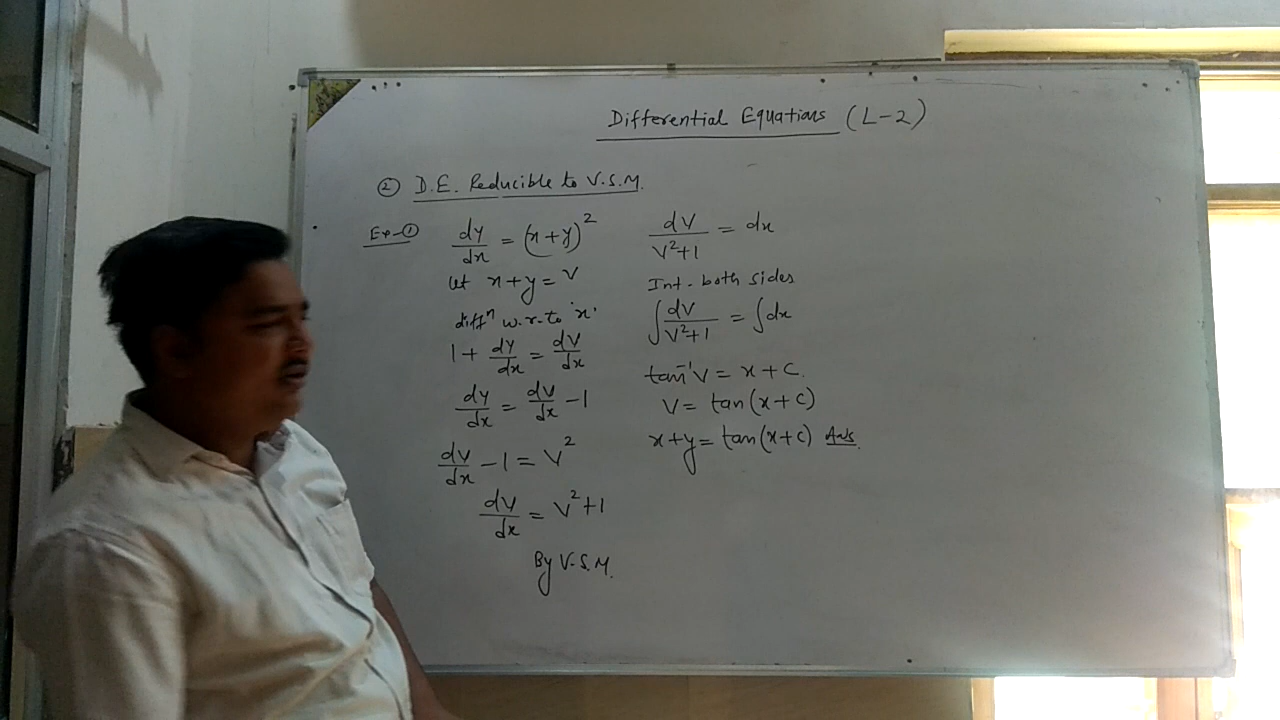 Differential Equations (L-2)
② D.E. Reducible to V.S.M.
Ex-① dy/dx = (x+y)²
let x+y = v
diffⁿ w.r.to 'x'
1 + dy/dx = dv/dx
dy/dx = dv/dx - 1
dv/dx - 1 = v²
dv/dx = v²+1
By V.S.M.
dv/v²+1 = dx
Int. both sides
∫dv/v²+1 = ∫dx
tan⁻¹v = x+c.
v = tan(x+c)
x+y = tan(x+c) Ans.